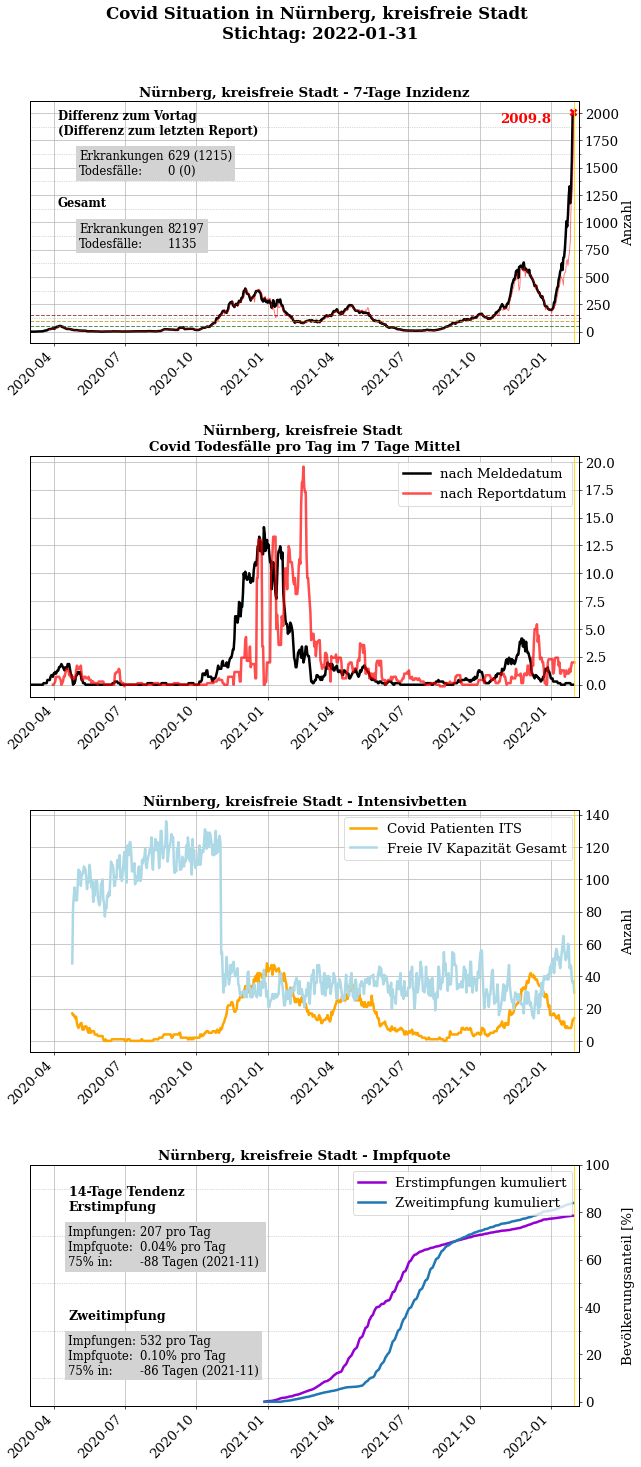 Covid Situation in Nürnberg, kreisfreie Stadt
Stichtag: 2022-01-31
Nürnberg, kreisfreie Stadt - 7-Tage Inzidenz
Differenz zum Vortag
(Differenz zum letzten Report)
Erkrankungen 629 (1215)
Todesfälle: 0 (0)
Gesamt
Erkrankungen 82197
Todesfälle: 1135
2009.8
2000
1750
1500
1250
1000
750
500
250
0
Anzahl
2020-04
2020-07
2020-10
2021-01
2021-04
2021-07
2021-10
2022-01
Nürnberg, kreisfreie Stadt
Covid Todesfälle pro Tag im 7 Tage Mittel
nach Meldedatum
nach Reportdatum
20.0
17.5
15.0
12.5
10.0
7.5
5.0
2.5
0.0
2020-04
2020-07
2020-10
2021-01
2021-04
2021-07
2021-10
2022-01
Nürnberg, kreisfreie Stadt - Intensivbetten
Covid Patienten ITS
Freie IV Kapazität Gesamt
140
120
100
80
60
40
20
0
Anzahl
2020-04
2020-07
2020-10
2021-01
2021-04
2021-07
2021-10
2022-01
Nürnberg, kreisfreie Stadt - Impfquote
14-Tage Tendenz
Erstimpfung
Impfungen: 207 pro Tag
Impfquote: 0.04% pro Tag
75% in: -88 Tagen (2021-11)
Zweitimpfung
Impfungen: 532 pro Tag
Impfquote: 0.10% pro Tag
75% in: -86 Tagen (2021-11)
Erstimpfungen kumuliert
Zweitimpfung kumuliert
100
80
60
40
20
0
Bevölkerungsanteil [%]
2020-04
2020-07
2020-10
2021-01
2021-04
2021-07
2021-10
2022-01